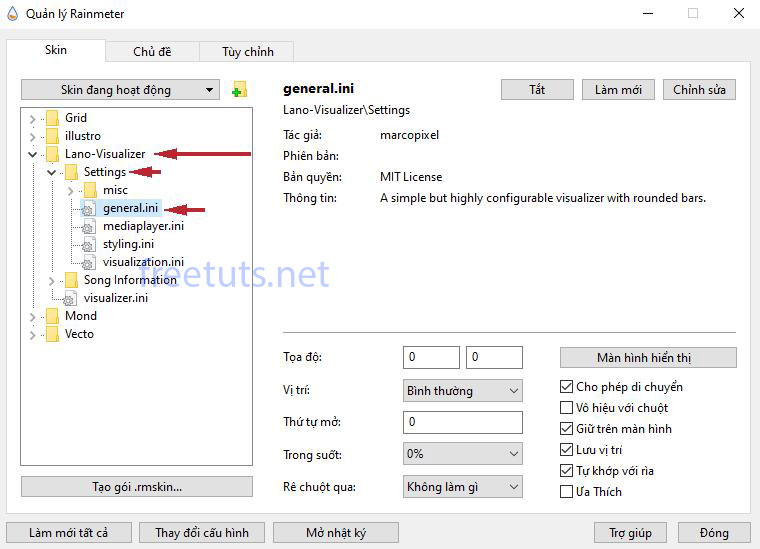 Quản lý Rainmeter
Skin
Chủ đề
Tùy chỉnh
Skin đang hoạt động
Grid
illustro
Lano-Visualizer
Settings
misc
general.ini
mediaplayer.ini
styling.ini
visualization.ini
Song Information
visualizer.ini
Mond
Vecto
Tạo gói .rmskin...
general.ini
Tắt
Làm mới
Chỉnh sửa
Lano-Visualizer\Settings
Tác giả: marcopixel
Phiên bản:
Bản quyền: MIT License
Thông tin: A simple but highly configurable visualizer with rounded bars.
freetuts.net
Tọa độ: 0 0
Màn hình hiển thị
Vị trí: Bình thường
Thứ tự mở: 0
Trong suốt: 0%
Rê chuột qua: Không làm gì
Cho phép di chuyển
Vô hiệu với chuột
Giữ trên màn hình
Lưu vị trí
Tự khớp với rìa
Ưa Thích
Làm mới tất cả
Thay đổi cấu hình
Mở nhật ký
Trợ giúp
Đóng